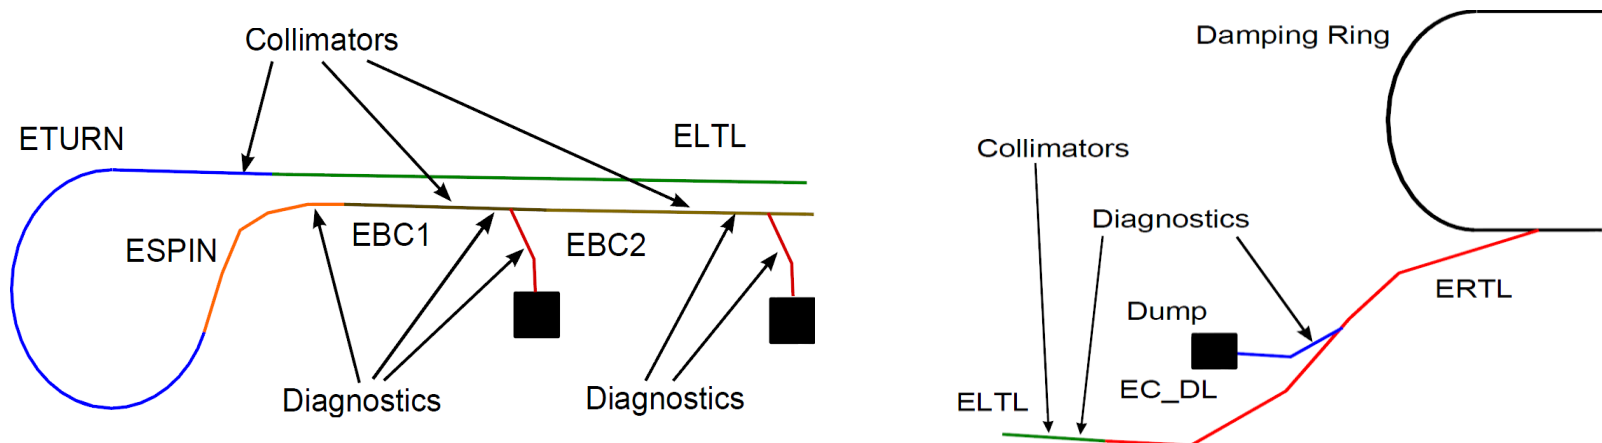 Collimators
ETURN
ELTL
ESPIN
EBC1
EBC2
Diagnostics
Diagnostics
Damping Ring
Collimators
Diagnostics
ERTL
Dump
EC_DL
ELTL